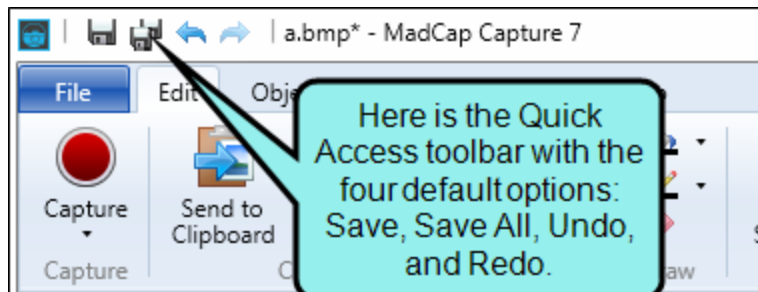 a.bmp* - MadCap Capture 7
File Edit Obj
Here is the Quick
Access toolbar with the
four default options:
Save, Save All, Undo,
and Redo.
Capture
Send to
Clipboard
Capture